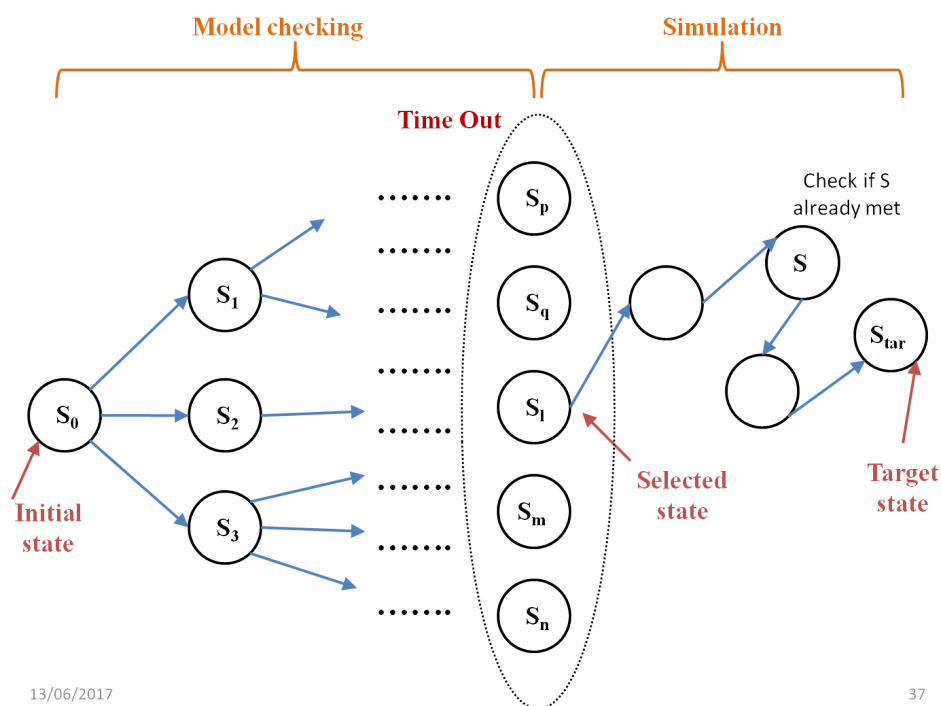 Model checking
Simulation
Time Out
.......
.......
.......
.......
.......
.......
.......
.......
S0
S1
S2
S3
Sp
Sq
Sl
Sm
Sn
Check if S
already met
S
Star
Initial
state
Selected
state
Target
state
13/06/2017
37